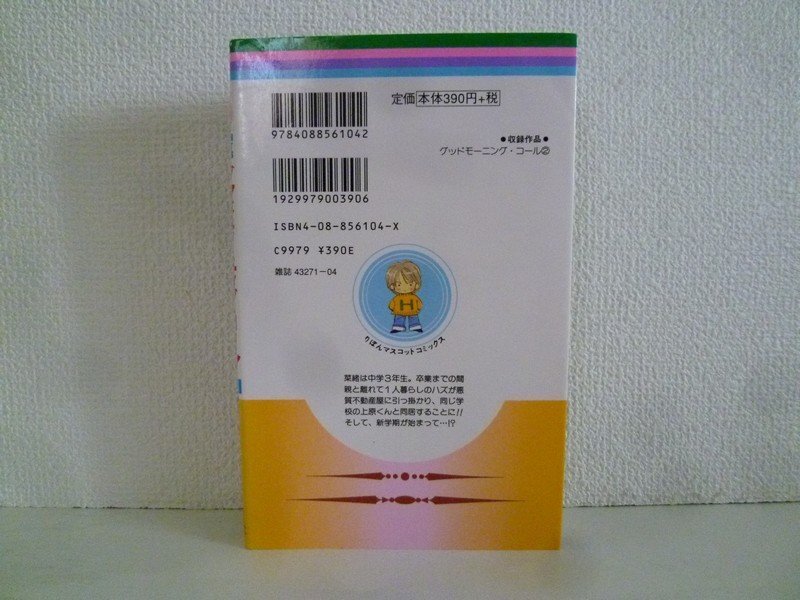 定価 本体390円+税
9784088561042
●収録作品●
グッドモーニング・コール②
1929979003906
ISBN4-08-856104-X
C9979 ¥390E
雑誌 43271-04
H
りぼんマスコットコミックス
菜緒は中学3年生。卒業までの間
親と離れて1人暮らしのハズが悪
質不動産屋に引っ掛かり、同じ学
校の上原くんと同居することに!!
そして、新学期が始まって…!?